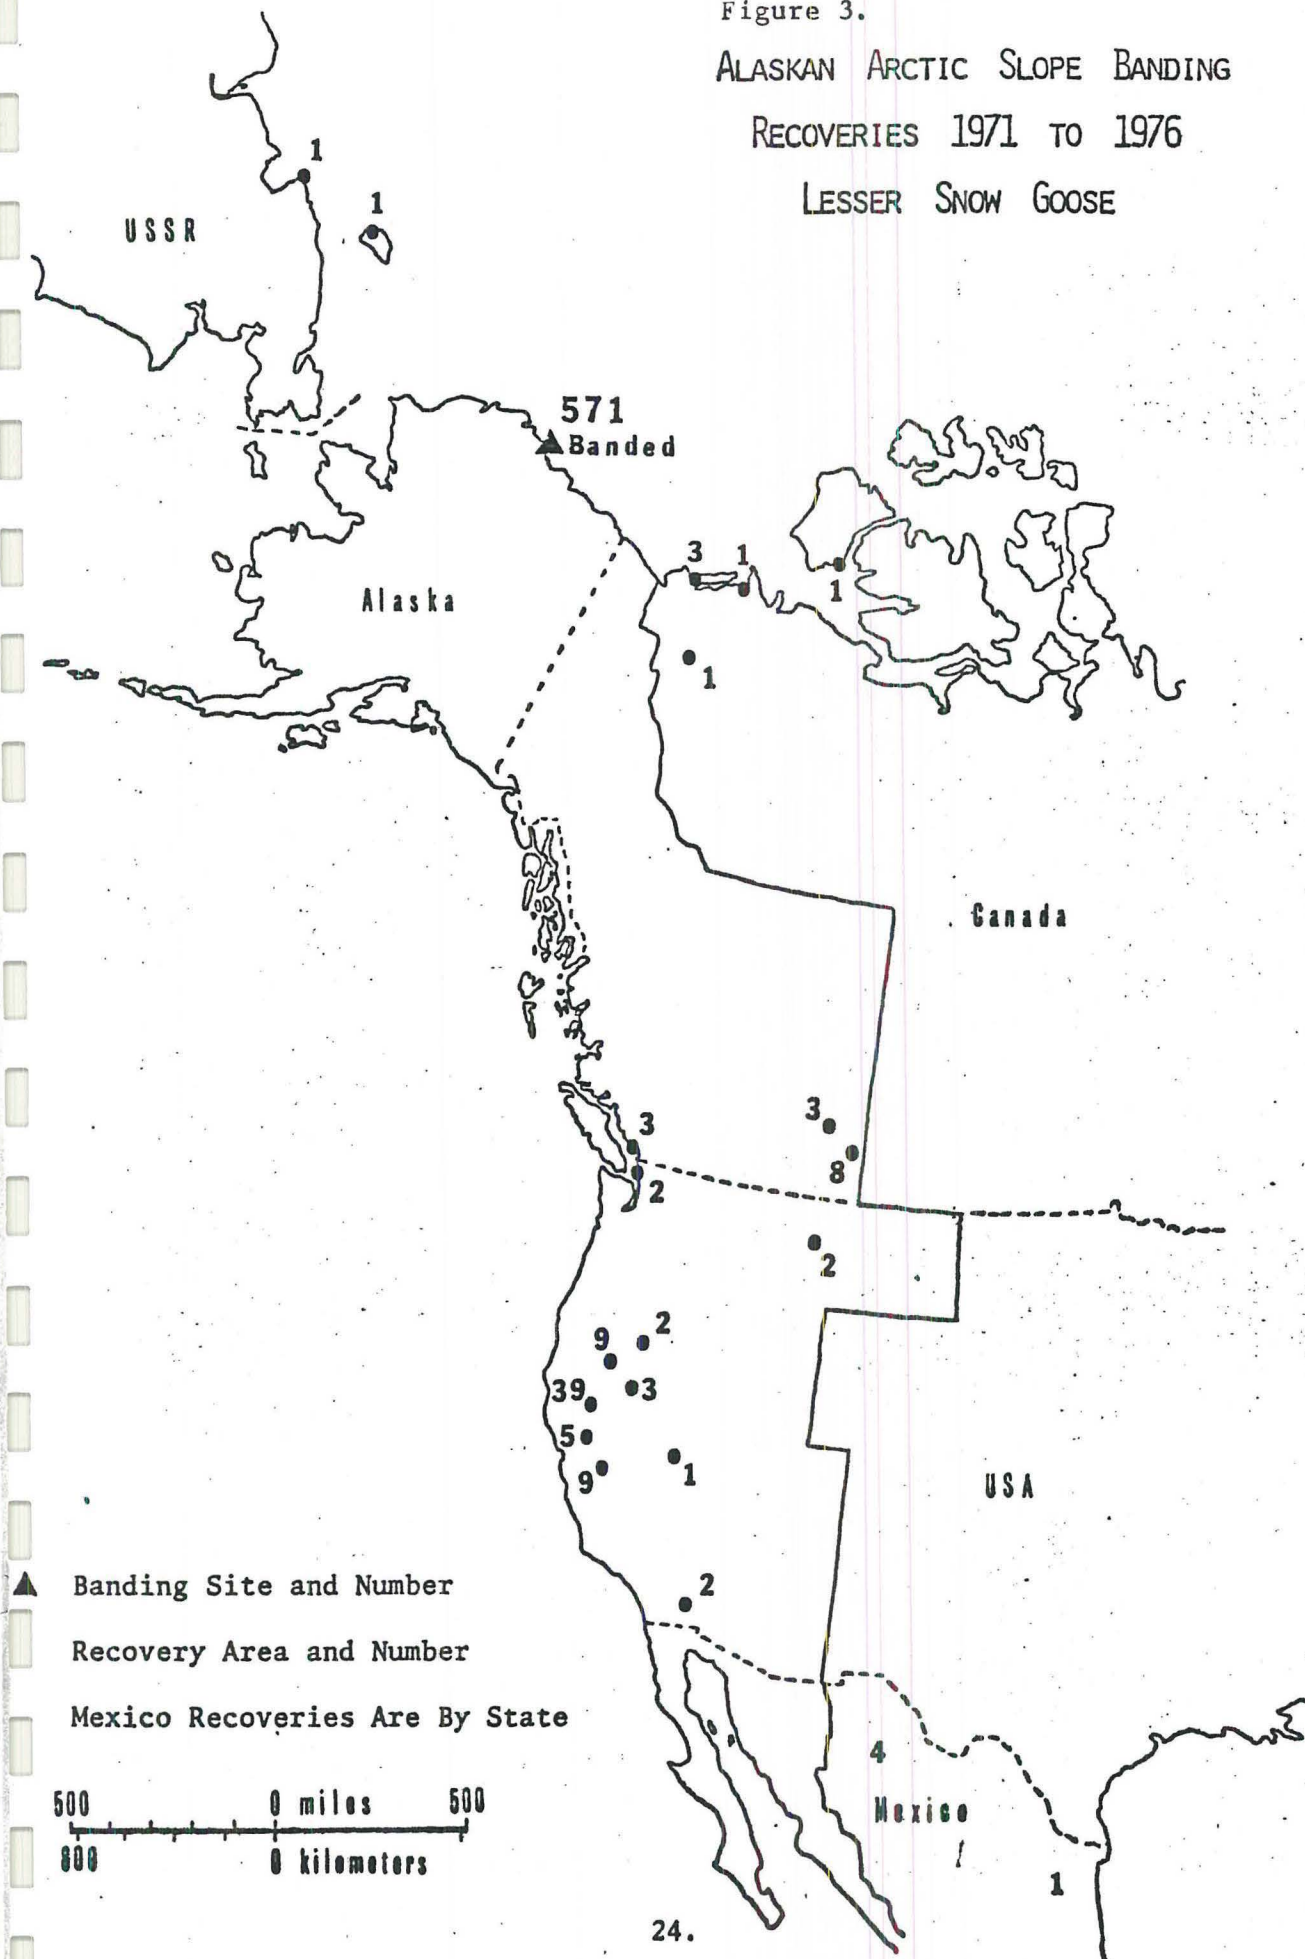 Figure 3.
ALASKAN ARCTIC SLOPE BANDING
RECOVERIES 1971 TO 1976
LESSER SNOW GOOSE
1
1
USSR
571
Banded
3
1
1
Alaska
1
Canada
3
3
8
2
2
2
9
39
3
5
9
1
USA
Banding Site and Number
2
Recovery Area and Number
Mexico Recoveries Are By State
4
500 0 miles 500
Mexico
800 0 kilometers
1
24.